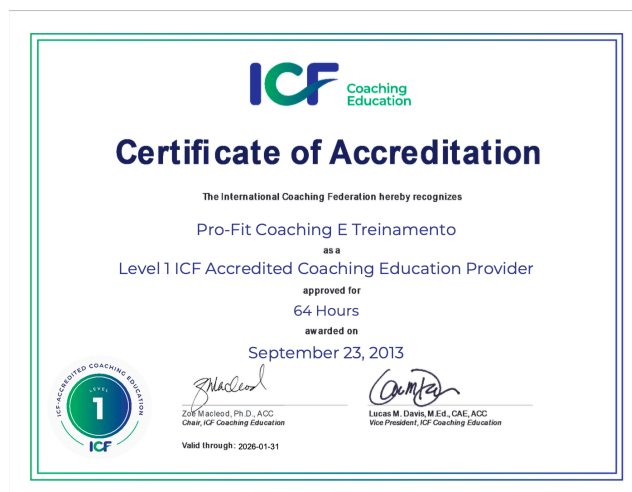 ICF
Coaching
Education
Certificate of Accreditation
The International Coaching Federation hereby recognizes
Pro-Fit Coaching E Treinamento
as a
Level 1 ICF Accredited Coaching Education Provider
approved for
64 Hours
awarded on
September 23, 2013
ICF-ACCREDITED COACHING EDUCATION
LEVEL
1
ICF
Zoe Macleod, Ph.D., ACC
Chair, ICF Coaching Education
Valid through: 2026-01-31
Lucas M. Davis, M.Ed., CAE, ACC
Vice President, ICF Coaching Education